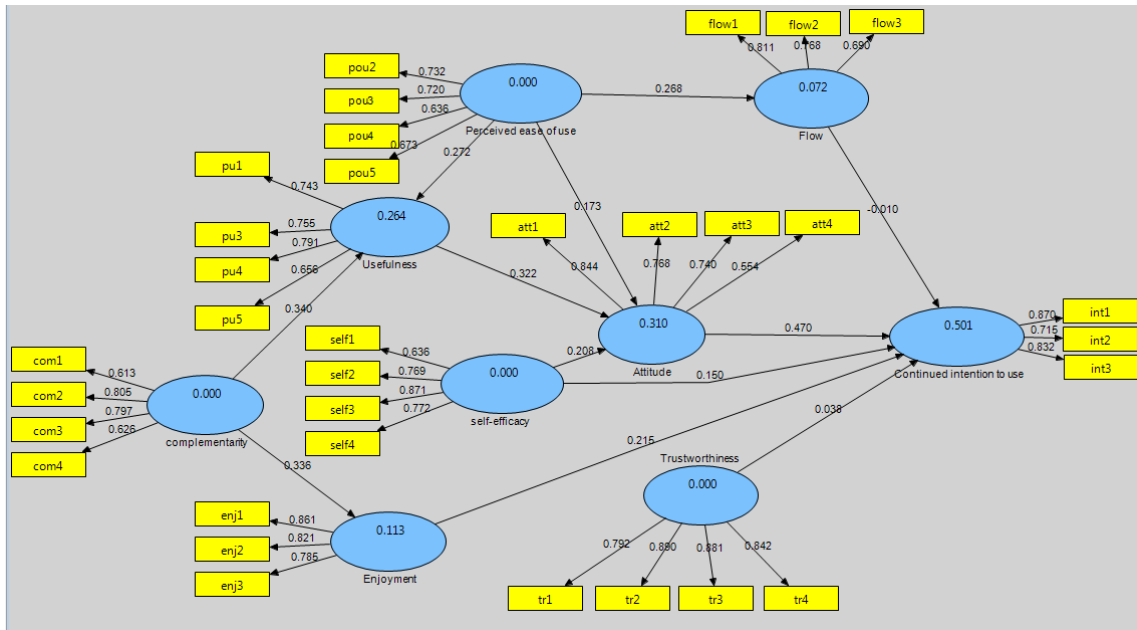 flow1
flow2
flow3
0.811
0.768
0.690
pou2
pou3
pou4
pou5
0.732
0.720
0.636
0.673
0.000
Perceived ease of use
0.268
0.072
Flow
0.272
0.173
-0.010
pu1
pu3
pu4
pu5
0.743
0.755
0.791
0.656
0.264
Usefulness
0.322
0.340
att1
att2
att3
att4
0.844
0.768
0.740
0.554
0.310
Attitude
0.470
0.501
Continued intention to use
0.870
0.715
0.832
int1
int2
int3
self1
self2
self3
self4
0.636
0.769
0.871
0.772
0.000
self-efficacy
0.208
0.150
com1
com2
com3
com4
0.613
0.805
0.797
0.626
0.000
complementarity
0.336
0.215
0.038
enj1
enj2
enj3
0.861
0.821
0.785
0.113
Enjoyment
Trustworthiness
0.000
0.792
0.890
0.881
0.842
tr1
tr2
tr3
tr4